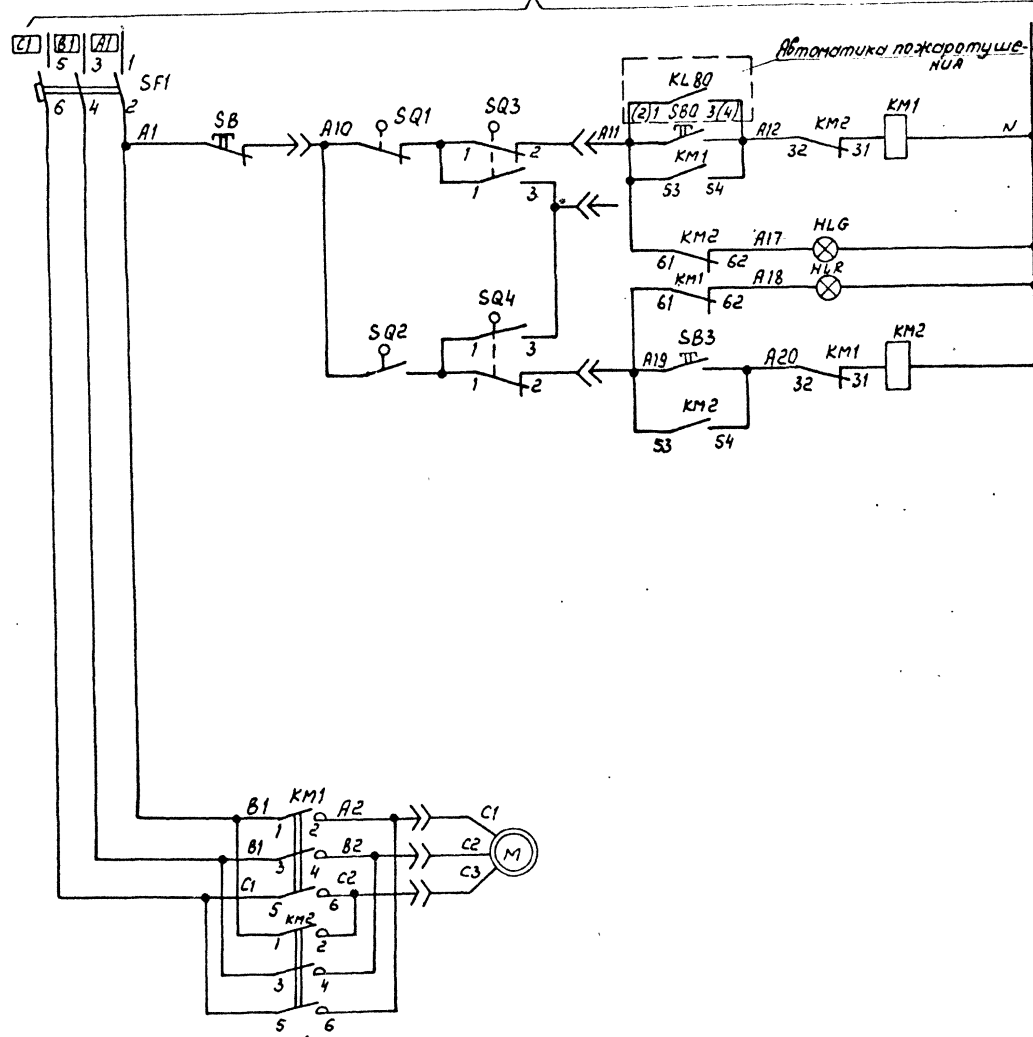 C1 B1 A1
5 3 1
SF1
6 4 2
Автоматика пожаротуше-
ния
KL80
(2)1 SB0 3(4)
A1 SB A10 SQ1 SQ3 A11 A12 KM2 KM1 N
1 2 32 31
KM1
1 3 53 54
KM2 A17 HLG
61 62
KM1 A18 HLR
61 62
SQ4
SQ2 1 3 SB3 KM2
1 2 A19 A20 KM1
32 31
KM2
53 54
B1 KM1 A2 C1
1 2
B1 B2 C2 M
3 4
C1 C2 C3
5 6
KM2
1 2
3 4
5 6